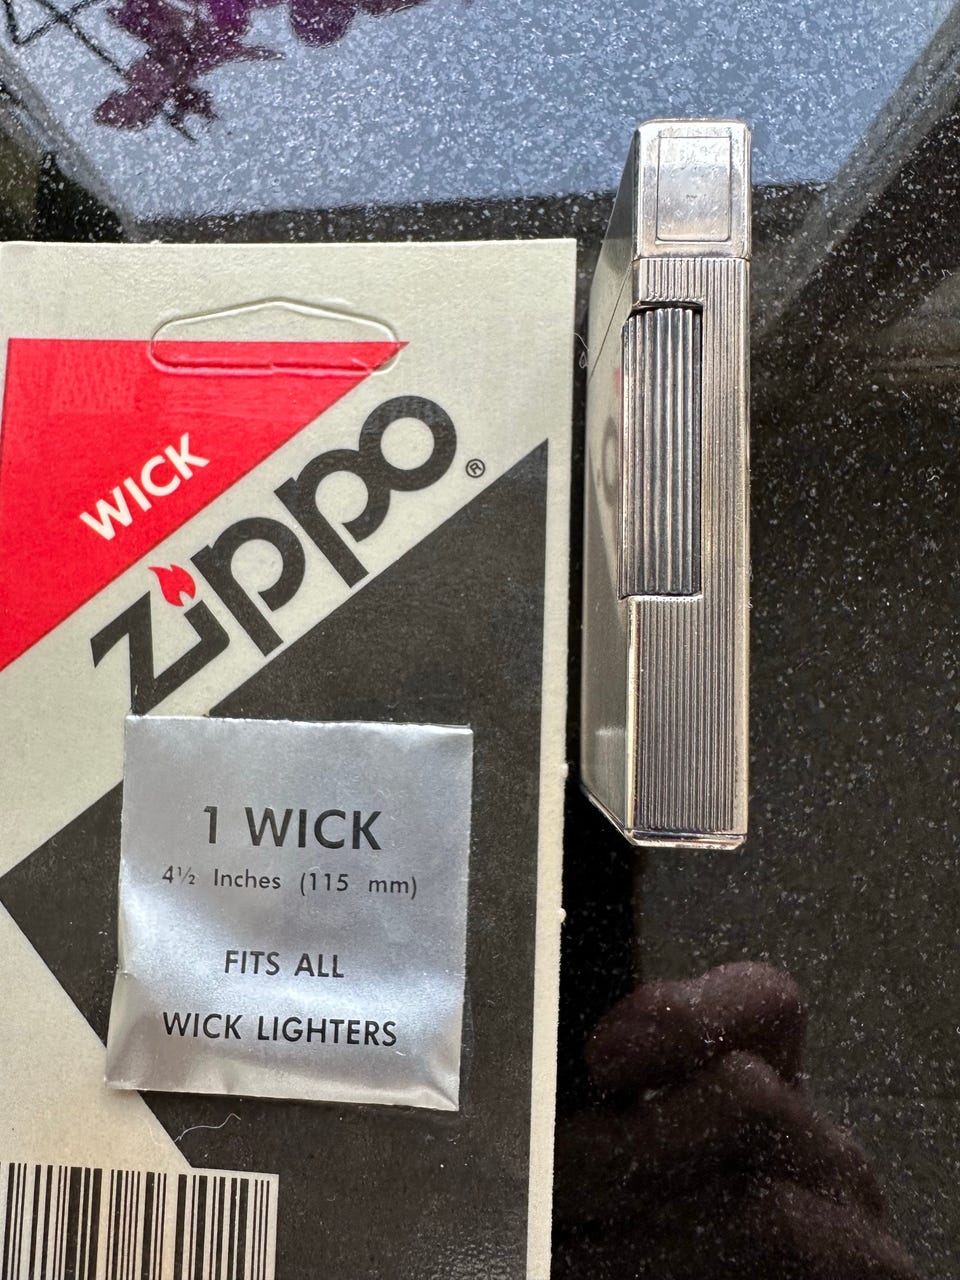 WICK
zippo®
1 WICK
4½ Inches (115 mm)
FITS ALL
WICK LIGHTERS